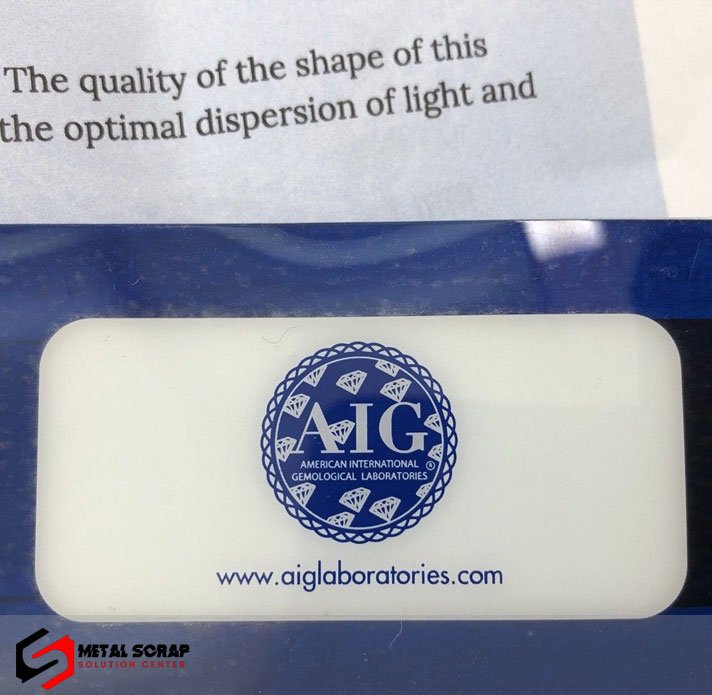 The quality of the shape of this
the optimal dispersion of light and
AIG
AMERICAN INTERNATIONAL
GEMOLOGICAL LABORATORIES ®
www.aiglaboratories.com
METAL SCRAP
SOLUTION CENTER